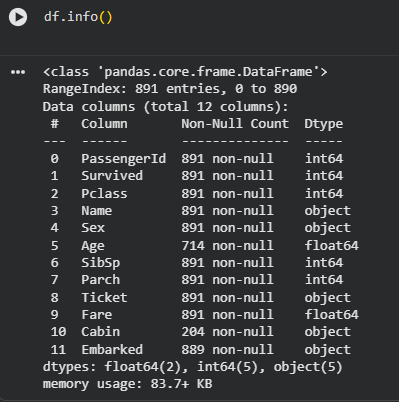 df.info()
<class 'pandas.core.frame.DataFrame'>
RangeIndex: 891 entries, 0 to 890
Data columns (total 12 columns):
 #   Column       Non-Null Count  Dtype
---  ------       --------------  -----
 0   PassengerId  891 non-null    int64
 1   Survived     891 non-null    int64
 2   Pclass       891 non-null    int64
 3   Name         891 non-null    object
 4   Sex          891 non-null    object
 5   Age          714 non-null    float64
 6   SibSp        891 non-null    int64
 7   Parch        891 non-null    int64
 8   Ticket       891 non-null    object
 9   Fare         891 non-null    float64
 10  Cabin        204 non-null    object
 11  Embarked     889 non-null    object
dtypes: float64(2), int64(5), object(5)
memory usage: 83.7+ KB